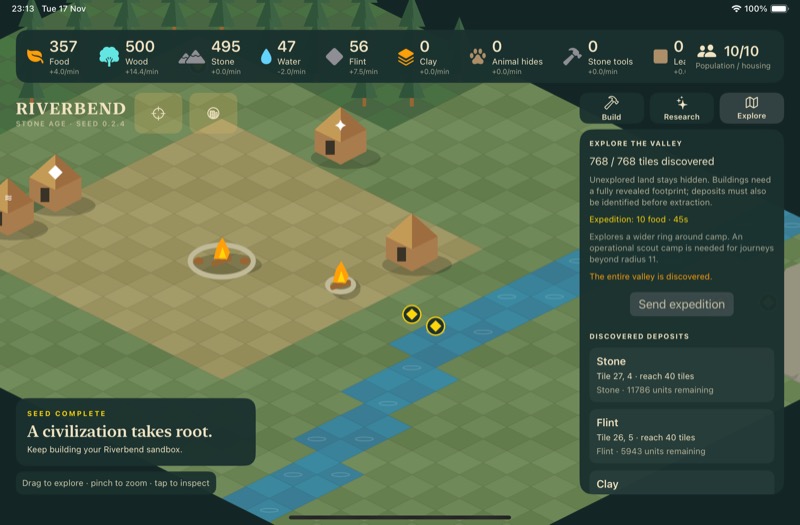 23:13 Tue 17 Nov
100%
357
Food
+4.0/min
500
Wood
+14.4/min
495
Stone
+0.0/min
47
Water
-2.0/min
56
Flint
+7.5/min
0
Clay
+0.0/min
0
Animal hides
+0.0/min
0
Stone tools
+0.0/min
0
Lea
+0.
10/10
Population / housing
RIVERBEND
STONE AGE · SEED 0.2.4
Build
Research
Explore
EXPLORE THE VALLEY
768 / 768 tiles discovered
Unexplored land stays hidden. Buildings need
a fully revealed footprint; deposits must also
be identified before extraction.
Expedition: 10 food · 45s
Explores a wider ring around camp. An
operational scout camp is needed for journeys
beyond radius 11.
The entire valley is discovered.
Send expedition
DISCOVERED DEPOSITS
Stone
Tile 27, 4 · reach 40 tiles
Stone · 11786 units remaining
Flint
Tile 26, 5 · reach 40 tiles
Flint · 5943 units remaining
Clay
SEED COMPLETE
A civilization takes root.
Keep building your Riverbend sandbox.
Drag to explore · pinch to zoom · tap to inspect